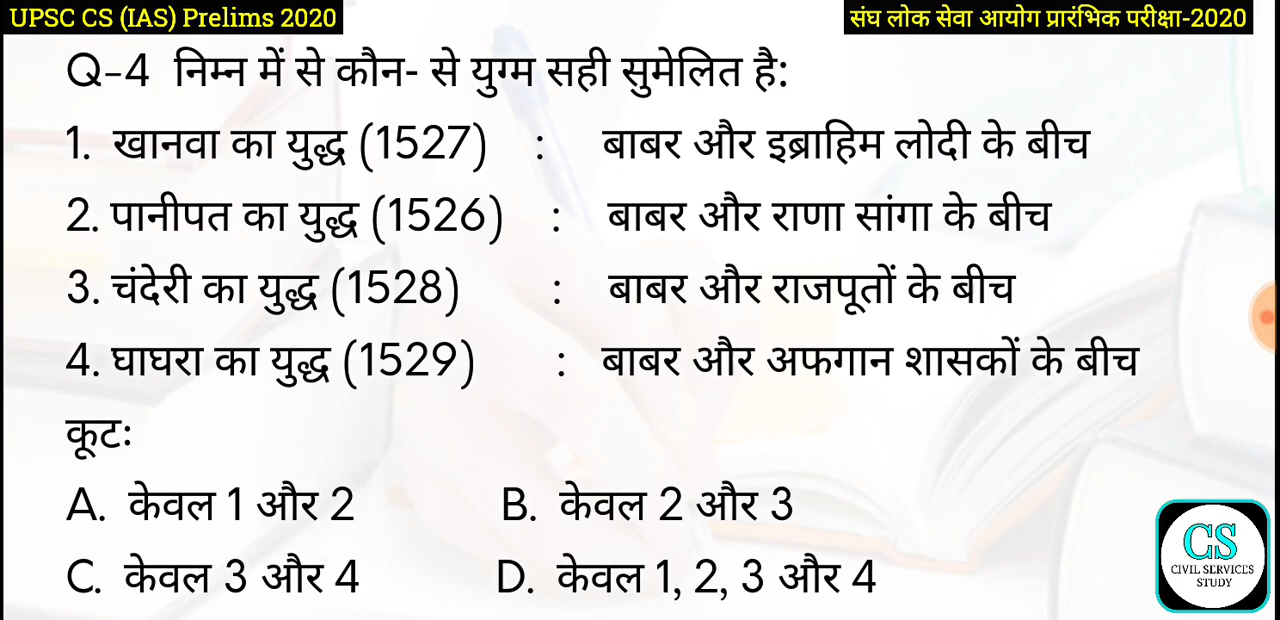 UPSC CS (IAS) Prelims 2020
संघ लोक सेवा आयोग प्रारंभिक परीक्षा-2020
Q-4 निम्न में से कौन- से युग्म सही सुमेलित है:
1. खानवा का युद्ध (1527) : बाबर और इब्राहिम लोदी के बीच
2. पानीपत का युद्ध (1526) : बाबर और राणा सांगा के बीच
3. चंदेरी का युद्ध (1528) : बाबर और राजपूतों के बीच
4. घाघरा का युद्ध (1529) : बाबर और अफगान शासकों के बीच
कूटः
A. केवल 1 और 2 B. केवल 2 और 3
C. केवल 3 और 4 D. केवल 1, 2, 3 और 4
CS
CIVIL SERVICES
STUDY